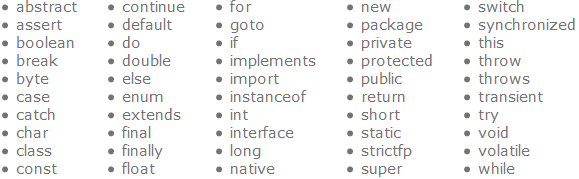 • abstract • continue • for • new • switch
• assert • default • goto • package • synchronized
• boolean • do • if • private • this
• break • double • implements • protected • throw
• byte • else • import • public • throws
• case • enum • instanceof • return • transient
• catch • extends • int • short • try
• char • final • interface • static • void
• class • finally • long • strictfp • volatile
• const • float • native • super • while